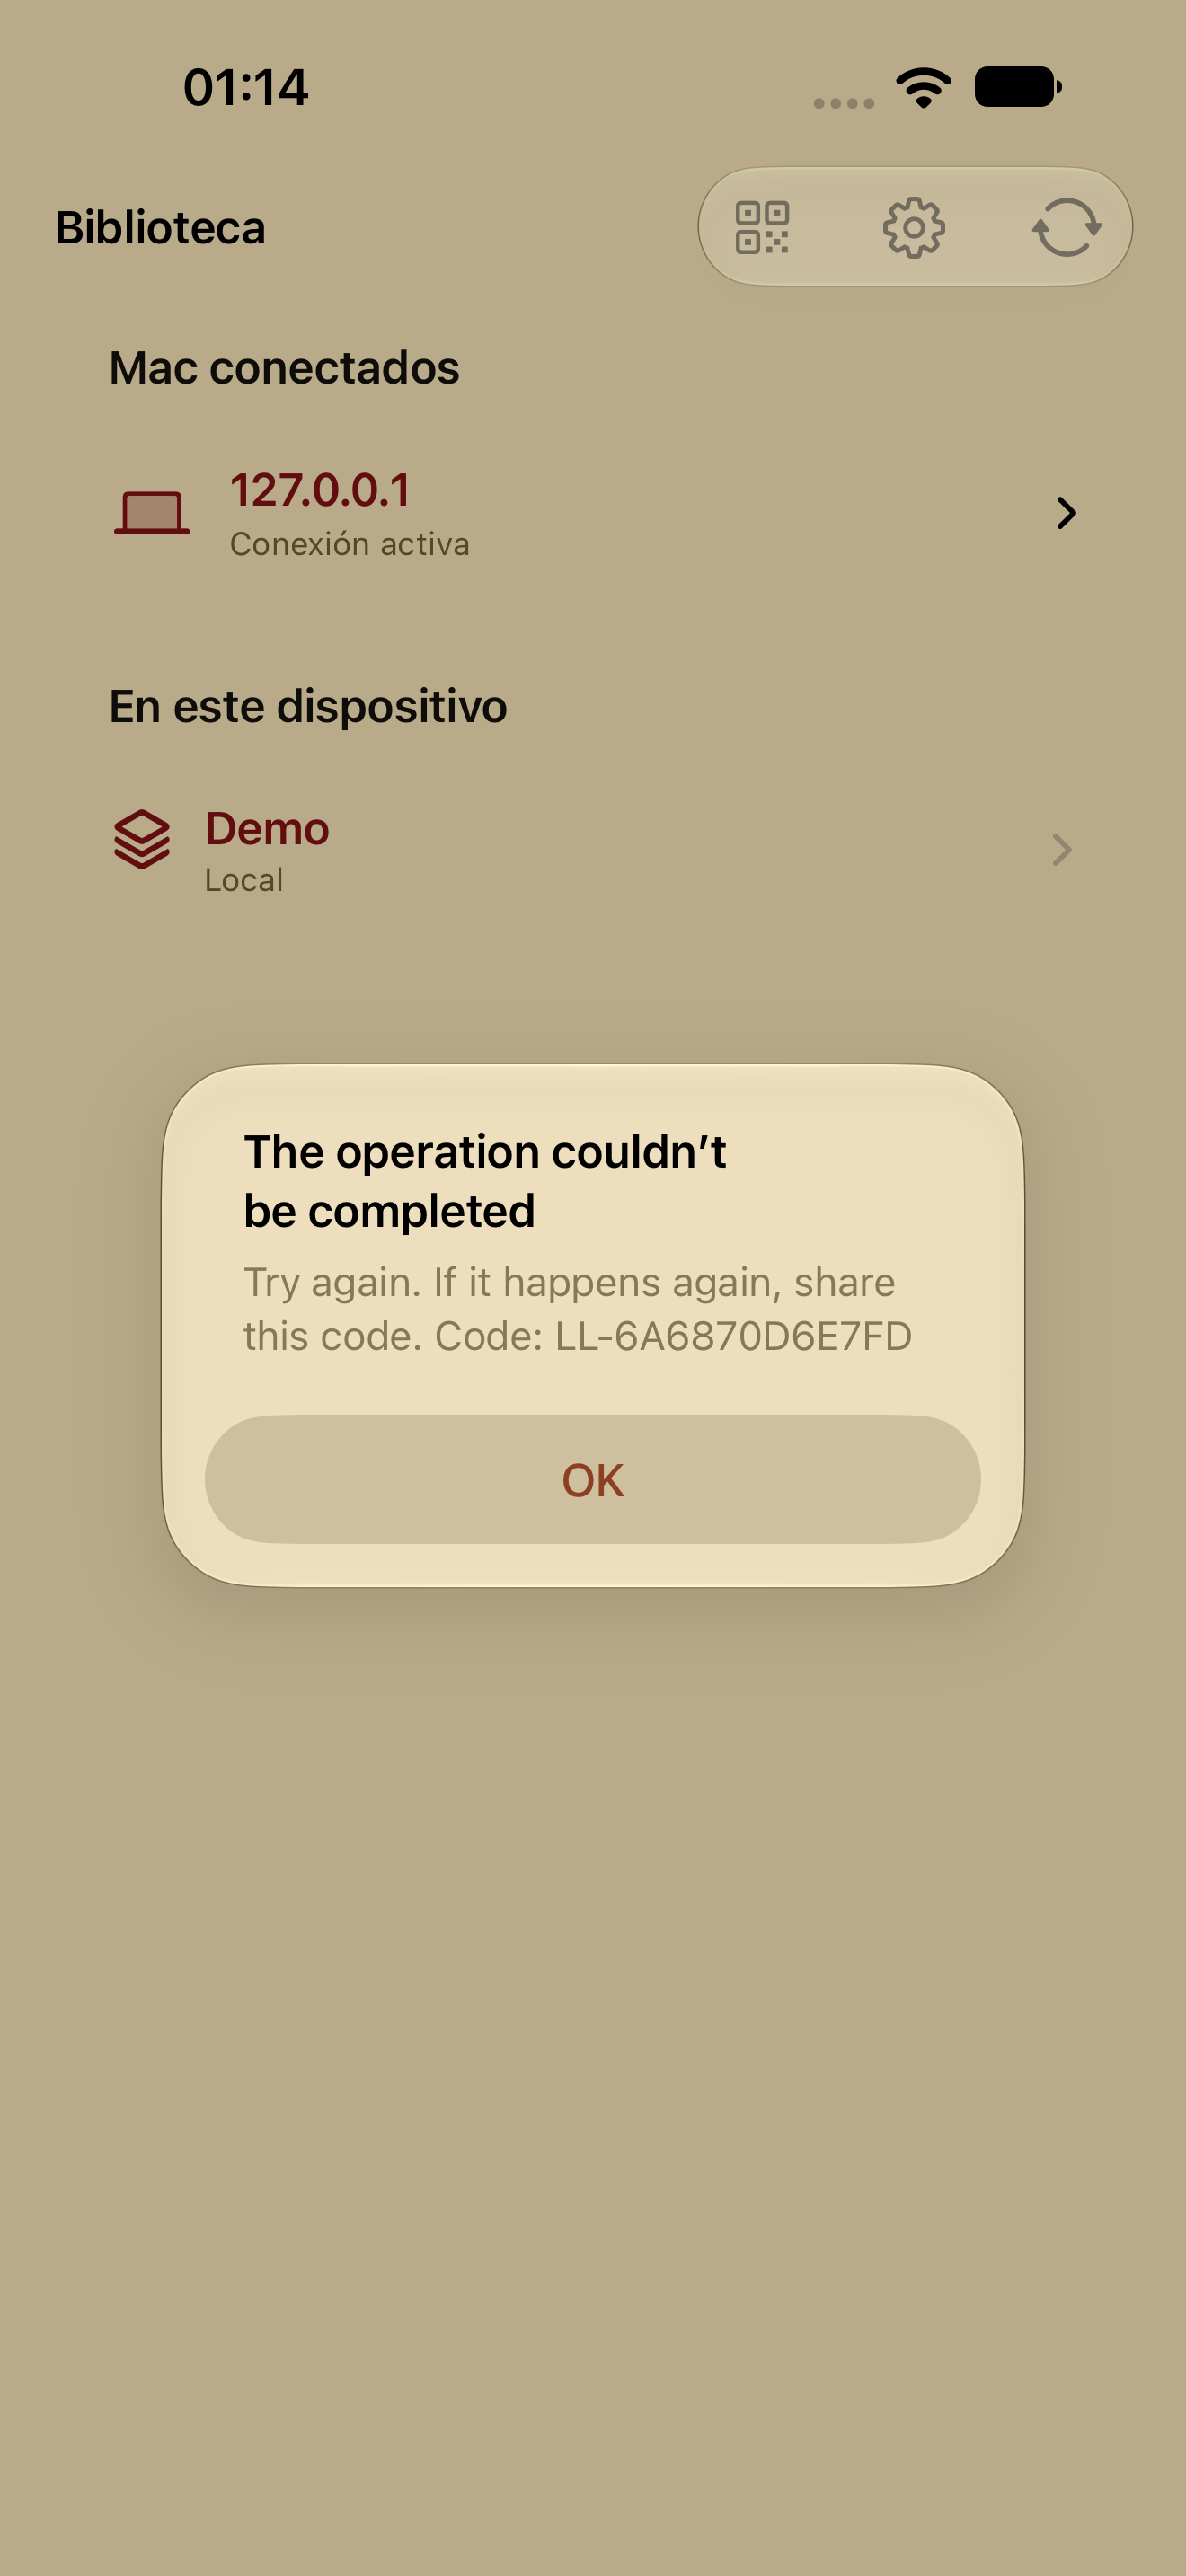 01:14
Biblioteca
Mac conectados
127.0.0.1
Conexión activa
En este dispositivo
Demo
Local
The operation couldn’t
be completed
Try again. If it happens again, share
this code. Code: LL-6A6870D6E7FD
OK